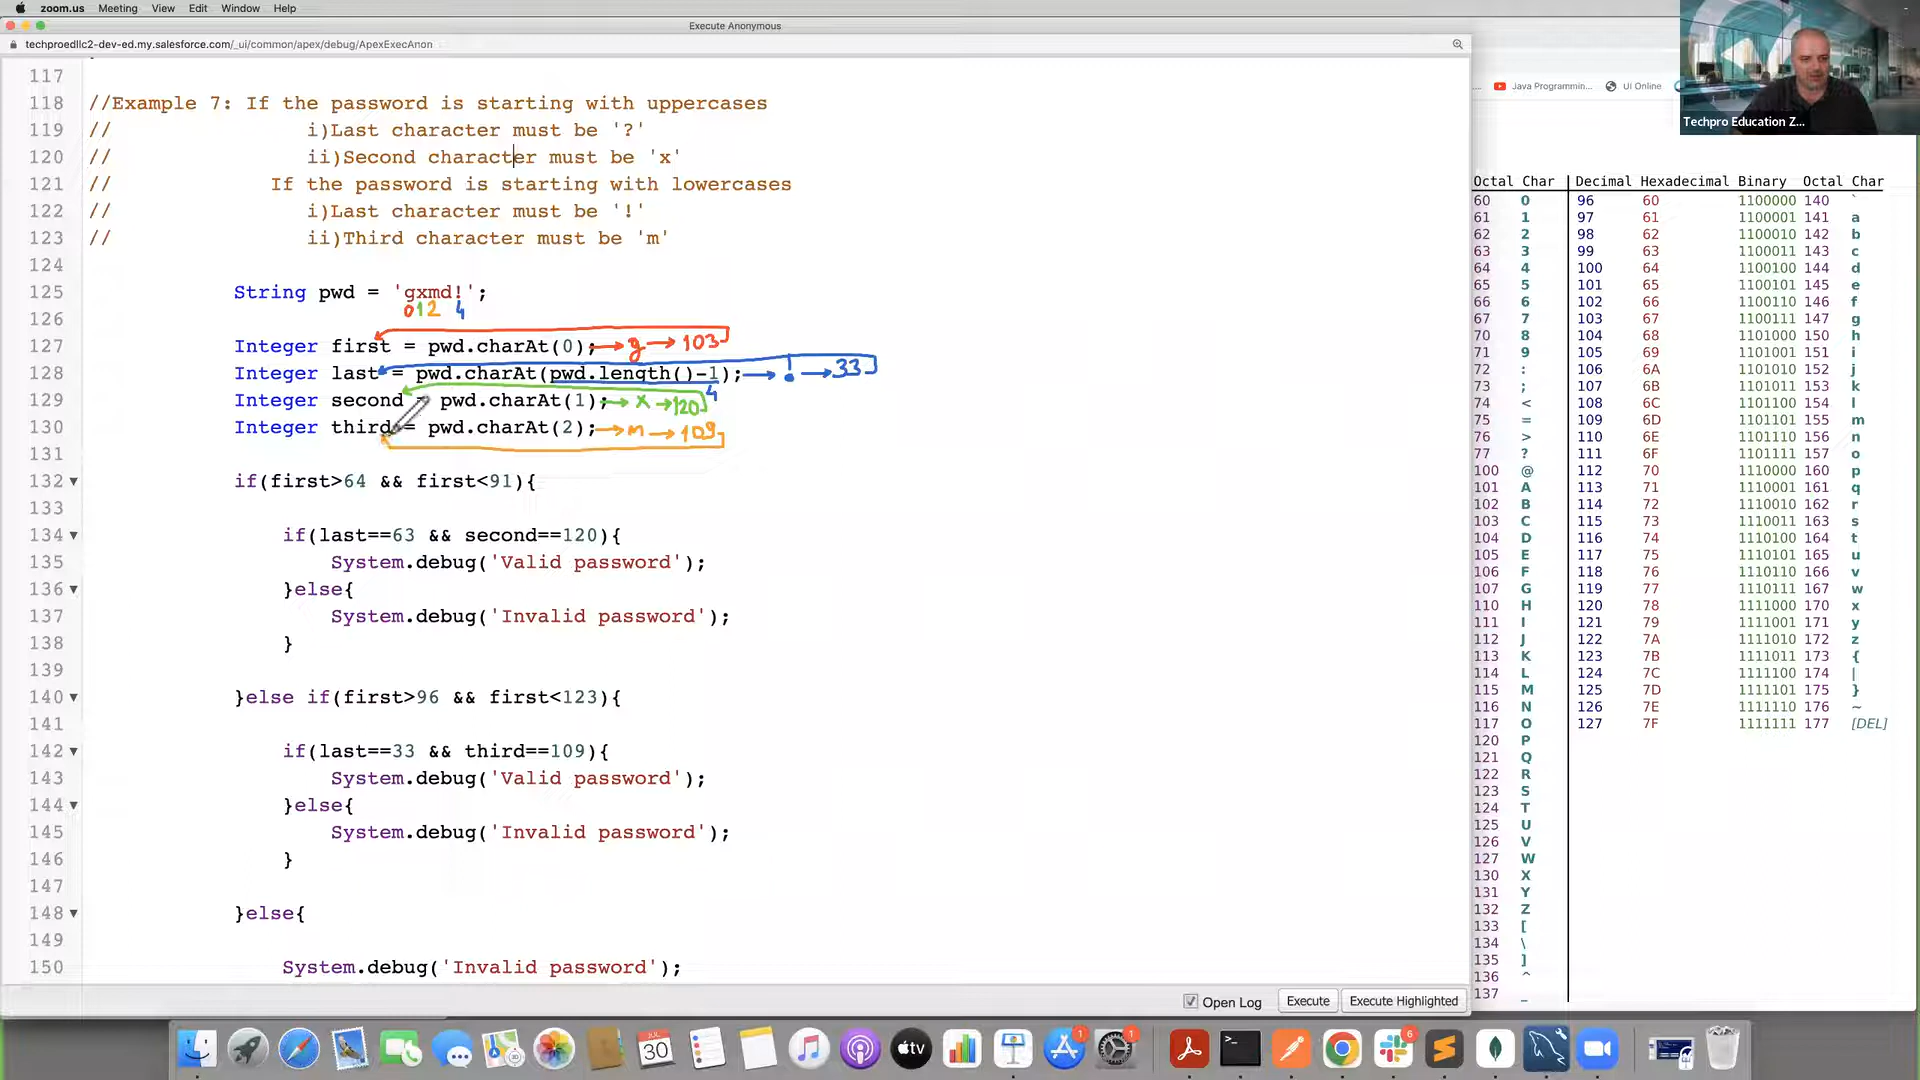 zoom.us Meeting View Edit Window Help
Execute Anonymous
techproedllc2-dev-ed.my.salesforce.com/_ui/common/apex/debug/ApexExecAnon
Java Programmin... UI Online
Techpro Education Z...
117
118 //Example 7: If the password is starting with uppercases
119 // i)Last character must be '?'
120 // ii)Second character must be 'x'
121 // If the password is starting with lowercases
122 // i)Last character must be '!'
123 // ii)Third character must be 'm'
124
125 String pwd = 'gxmd!';
126 0 1 2 4
127 Integer first = pwd.charAt(0); g 103
128 Integer last = pwd.charAt(pwd.length()-1); ! 33
4
129 Integer second = pwd.charAt(1); x 120
130 Integer third = pwd.charAt(2); m 109
131
132 if(first>64 && first<91){
133
134 if(last==63 && second==120){
135 System.debug('Valid password');
136 }else{
137 System.debug('Invalid password');
138 }
139
140 }else if(first>96 && first<123){
141
142 if(last==33 && third==109){
143 System.debug('Valid password');
144 }else{
145 System.debug('Invalid password');
146 }
147
148 }else{
149
150 System.debug('Invalid password');
Open Log Execute Execute Highlighted
Octal Char Decimal Hexadecimal Binary Octal Char
60 0 96 60 1100000 140 `
61 1 97 61 1100001 141 a
62 2 98 62 1100010 142 b
63 3 99 63 1100011 143 c
64 4 100 64 1100100 144 d
65 5 101 65 1100101 145 e
66 6 102 66 1100110 146 f
67 7 103 67 1100111 147 g
70 8 104 68 1101000 150 h
71 9 105 69 1101001 151 i
72 : 106 6A 1101010 152 j
73 ; 107 6B 1101011 153 k
74 < 108 6C 1101100 154 l
75 = 109 6D 1101101 155 m
76 > 110 6E 1101110 156 n
77 ? 111 6F 1101111 157 o
100 @ 112 70 1110000 160 p
101 A 113 71 1110001 161 q
102 B 114 72 1110010 162 r
103 C 115 73 1110011 163 s
104 D 116 74 1110100 164 t
105 E 117 75 1110101 165 u
106 F 118 76 1110110 166 v
107 G 119 77 1110111 167 w
110 H 120 78 1111000 170 x
111 I 121 79 1111001 171 y
112 J 122 7A 1111010 172 z
113 K 123 7B 1111011 173 {
114 L 124 7C 1111100 174 |
115 M 125 7D 1111101 175 }
116 N 126 7E 1111110 176 ~
117 O 127 7F 1111111 177 [DEL]
120 P
121 Q
122 R
123 S
124 T
125 U
126 V
127 W
130 X
131 Y
132 Z
133 [
134 \
135 ]
136 ^
137 _
JUL
30
tv
1
1
6